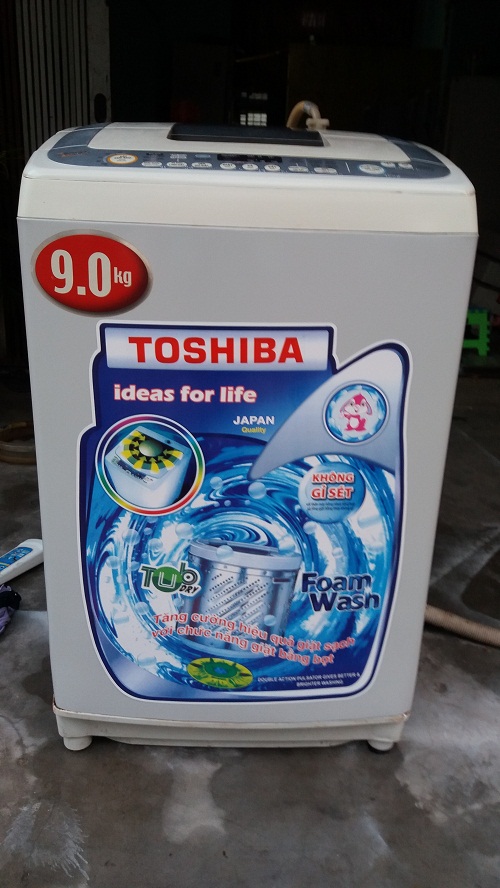 9.0kg
TOSHIBA
ideas for life
JAPAN
Quality
KHÔNG
GỈ SÉT
Tub
DRY
Foam
Wash
Tăng cường hiệu quả giặt sạch
với chức năng giặt bằng bọt
DOUBLE ACTION PULSATOR GIVES BETTER &
BRIGHTER WASHING